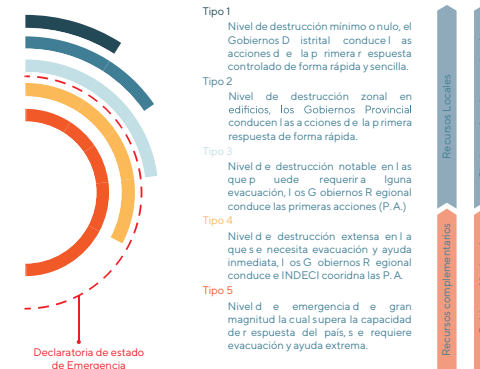 Tipo 1
Nivel de destrucción mínimo o nulo, el
Gobiernos D istrital conduce l as
acciones d e la p rimera r espuesta
controlado de forma rápida y sencilla.
Tipo 2
Nivel de destrucción zonal en
edificios, los Gobiernos Provincial
conducen l as a cciones d e la p rimera
respuesta de forma rápida.
Tipo 3
Nivel d e destrucción notable en l as
que p uede requerir a lguna
evacuación, l os G obiernos R egional
conduce las primeras acciones (P.A.)
Tipo 4
Nivel d e destrucción extensa en l a
que s e necesita evacuación y ayuda
inmediata, l os G obiernos R egional
conduce e INDECI cooridna las P. A.
Tipo 5
Nivel d e emergencia d e gran
magnitud la cual supera la capacidad
de r espuesta del país, s e requiere
evacuación y ayuda extrema.
Recursos Locales
Recursos complementarios
Declaratoria de estado
de Emergencia